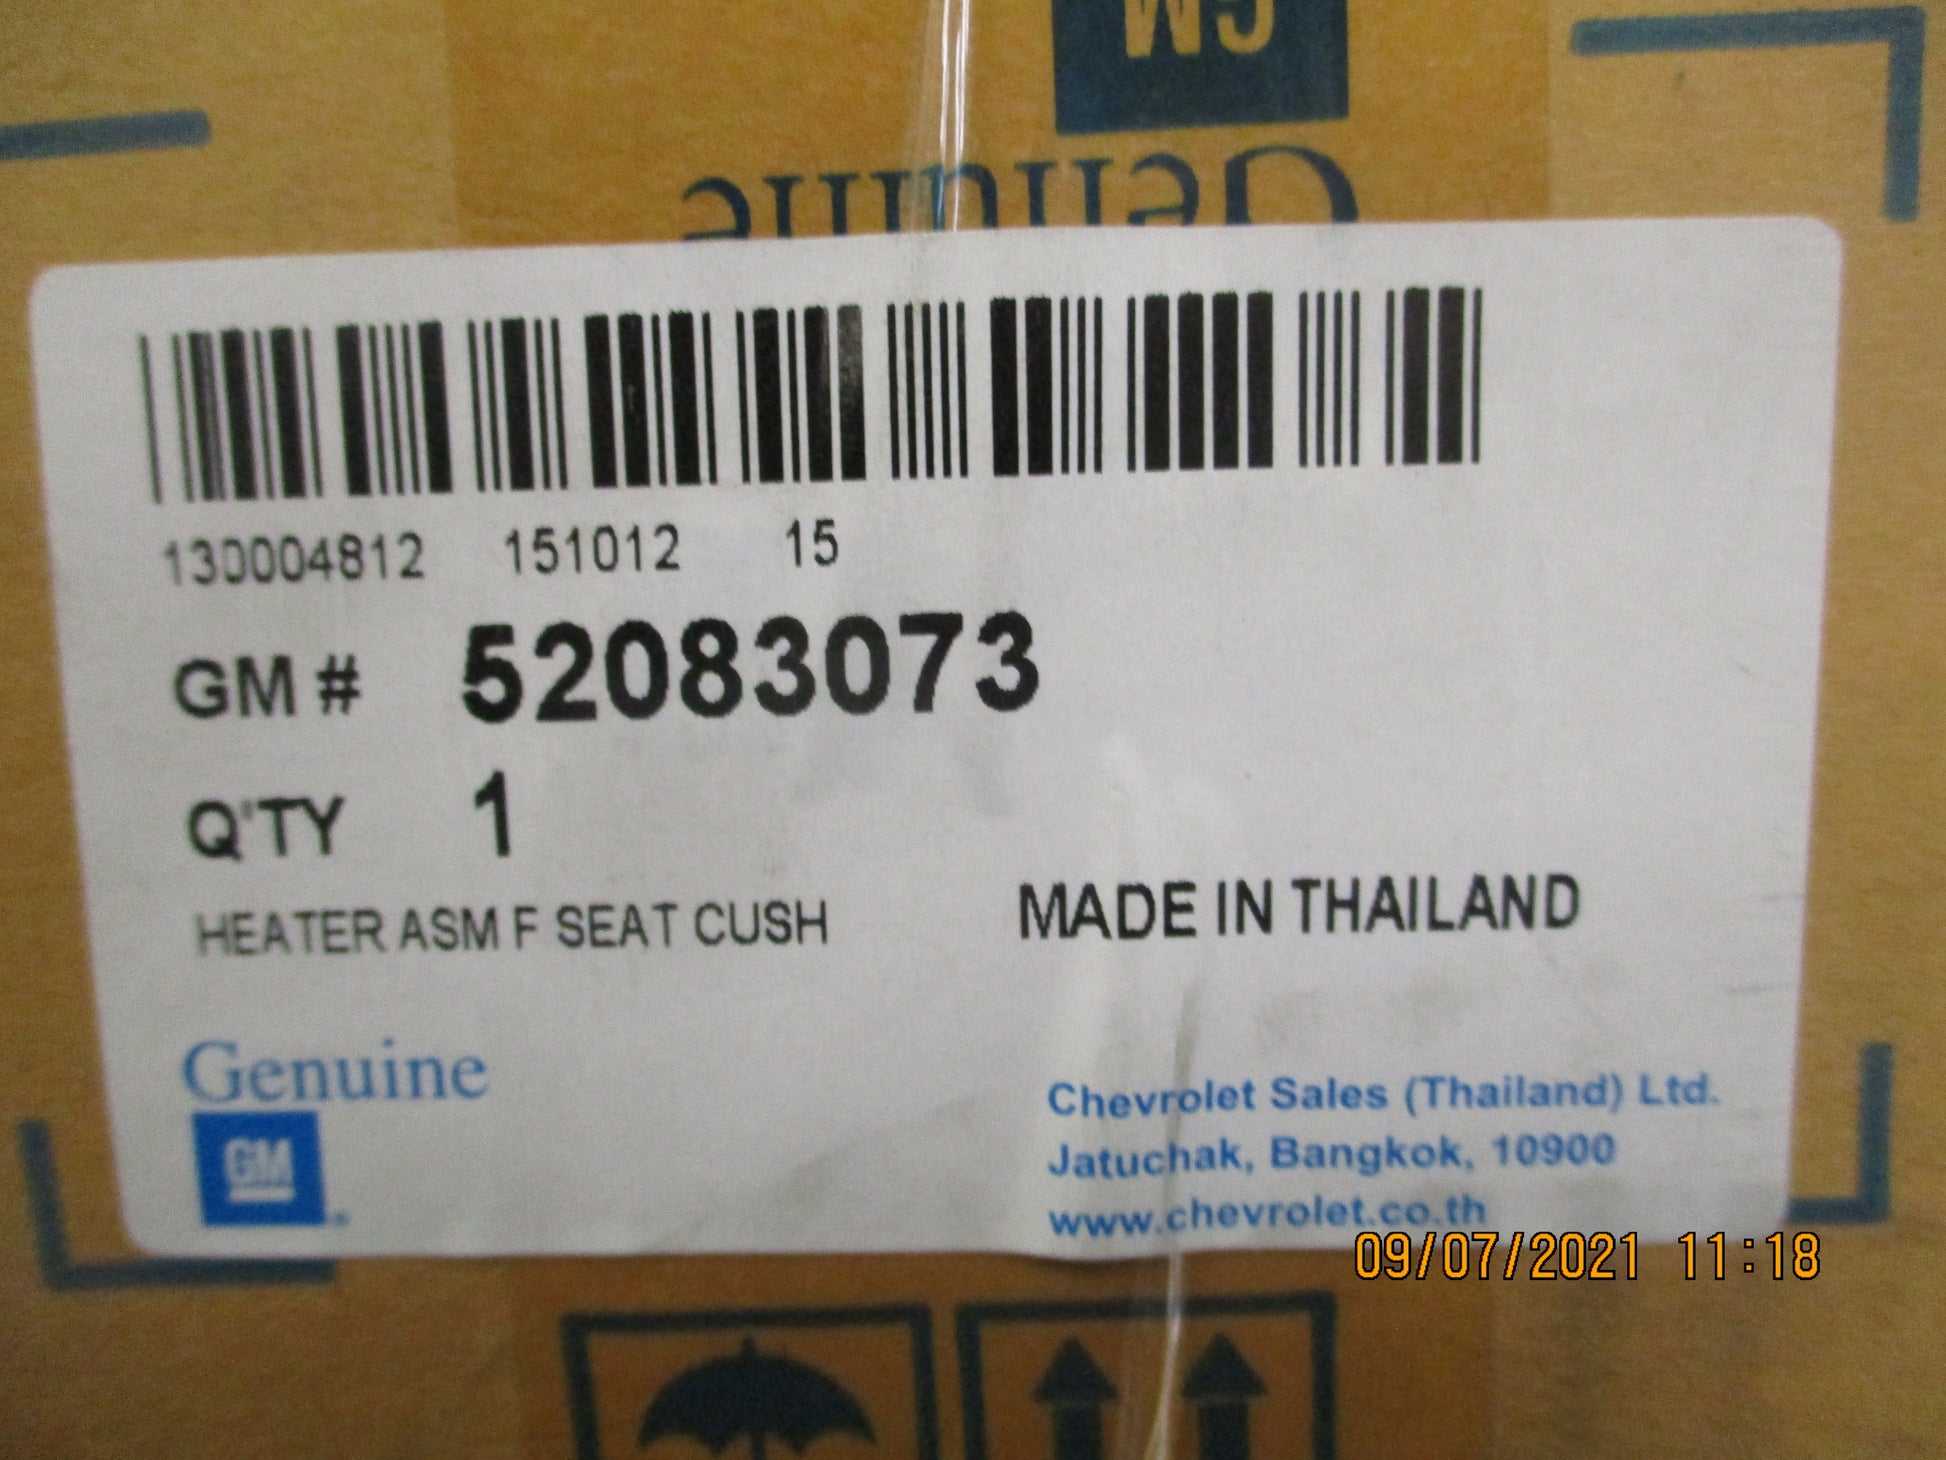 GM
Genuine
130004812 151012 15
GM # 52083073
Q'TY 1
HEATER ASM F SEAT CUSH
MADE IN THAILAND
Genuine
GM
Chevrolet Sales (Thailand) Ltd.
Jatuchak, Bangkok, 10900
www.chevrolet.co.th
09/07/2021 11:18